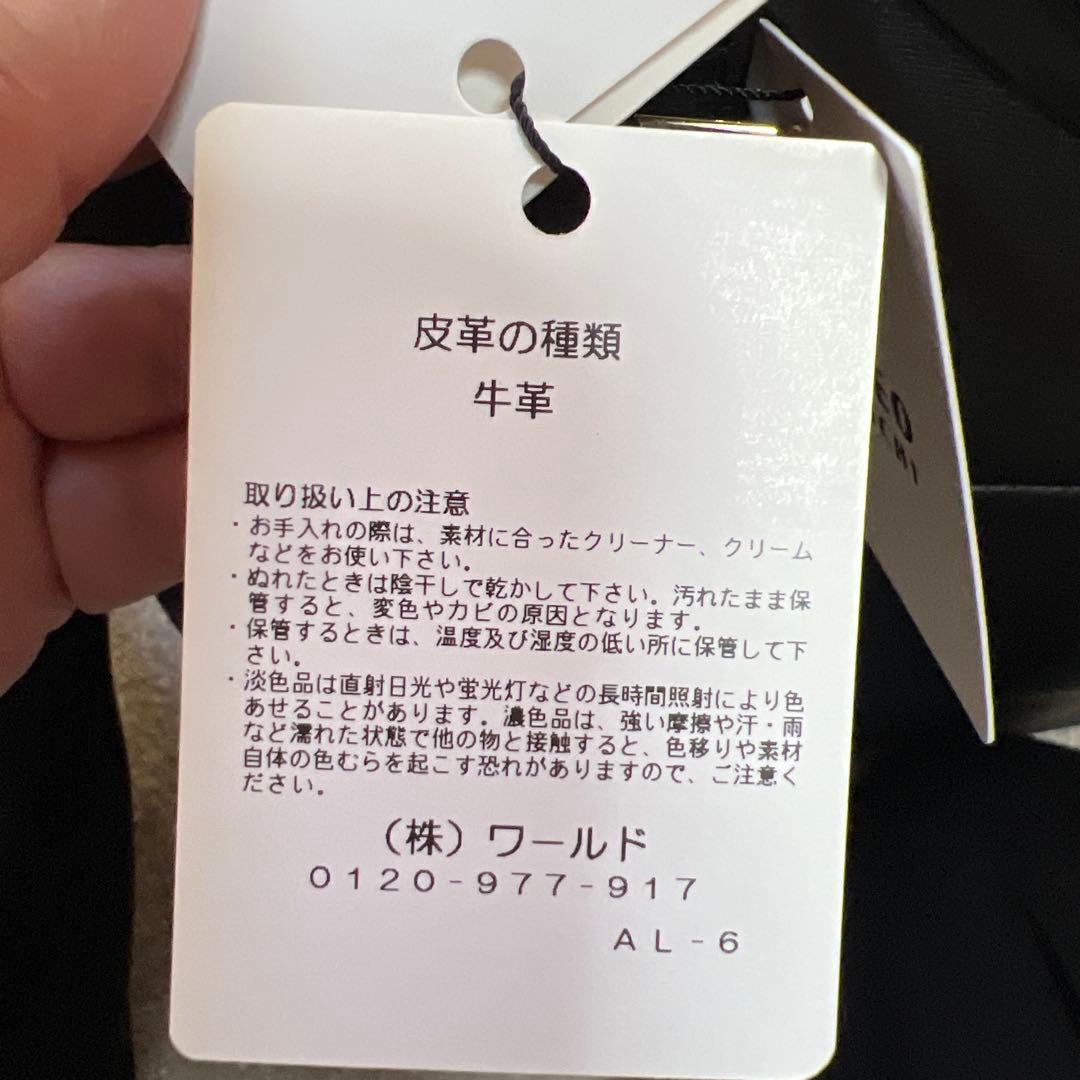 皮革の種類
牛革
取り扱い上の注意
・お手入れの際は、素材に合ったクリーナー、クリーム
などをお使い下さい。
・ぬれたときは陰干しで乾かして下さい。汚れたまま保
管すると、変色やカビの原因となります。
・保管するときは、温度及び湿度の低い所に保管して下
さい。
・淡色品は直射日光や蛍光灯などの長時間照射により色
あせることがあります。濃色品は、強い摩擦や汗・雨
など濡れた状態で他の物と接触すると、色移りや素材
自体の色むらを起こす恐れがありますので、ご注意く
ださい。
（株）ワールド
０１２０-９７７-９１７
ＡＬ-６